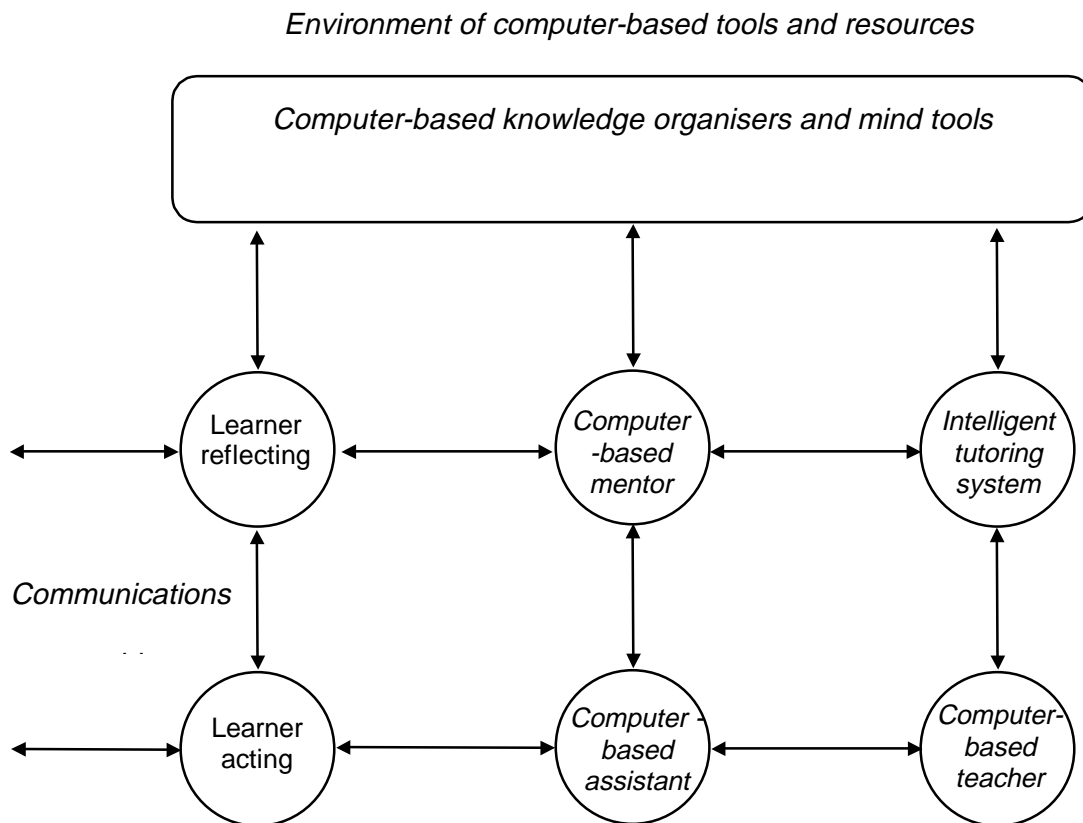 Environment of computer-based tools and resources
Computer-based knowledge organisers and mind tools
Learner
reflecting
Computer
-based
mentor
Intelligent
tutoring
system
Communications
Learner
acting
Computer -
based
assistant
Computer-
based
teacher